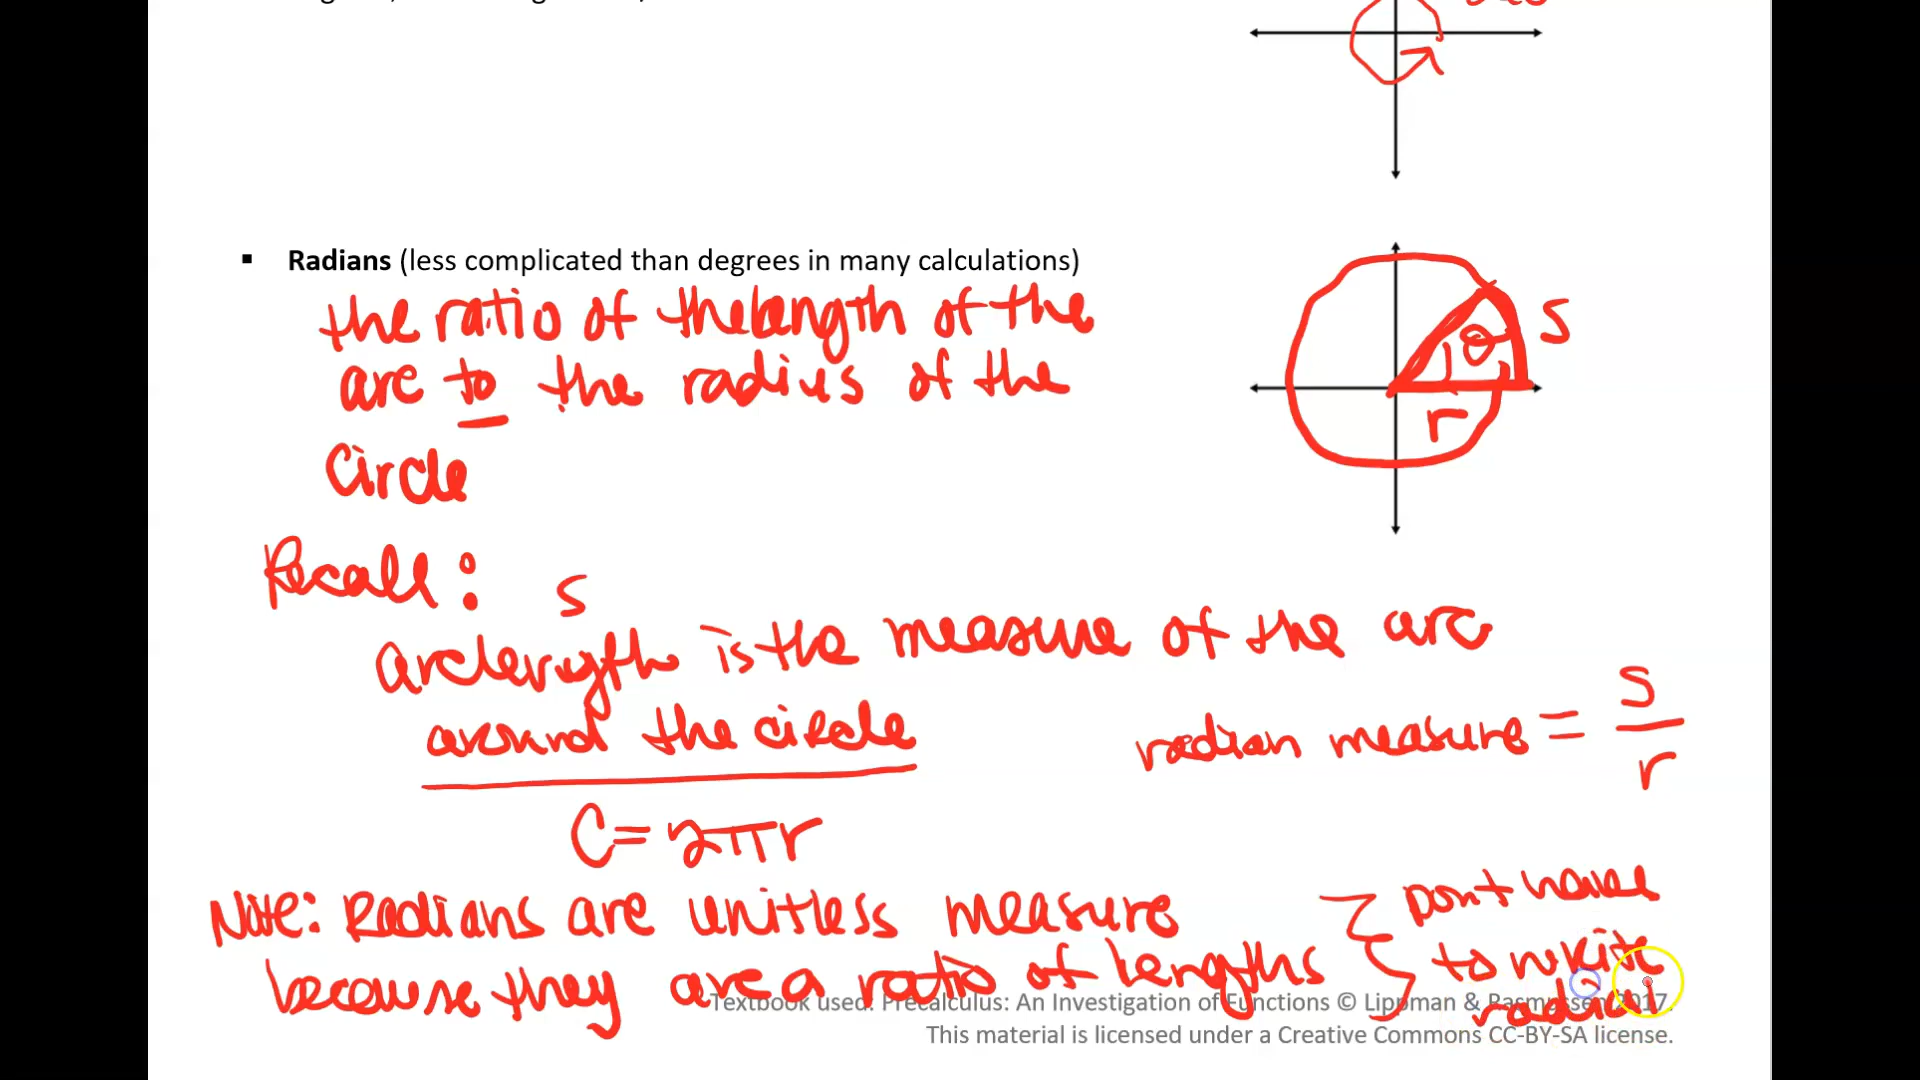 Radians (less complicated than degrees in many calculations)
the ratio of the length of the
arc to the radius of the
circle
θ
s
r
Recall:
s
arclength is the measure of the arc
around the circle
radian measure = s/r
C = 2πr
Note: Radians are unitless measure
because they are a ratio of lengths
Don't have
to write
Textbook used: Precalculus: An Investigation of Functions © Lippman & Rasmussen 2017.
This material is licensed under a Creative Commons CC-BY-SA license.